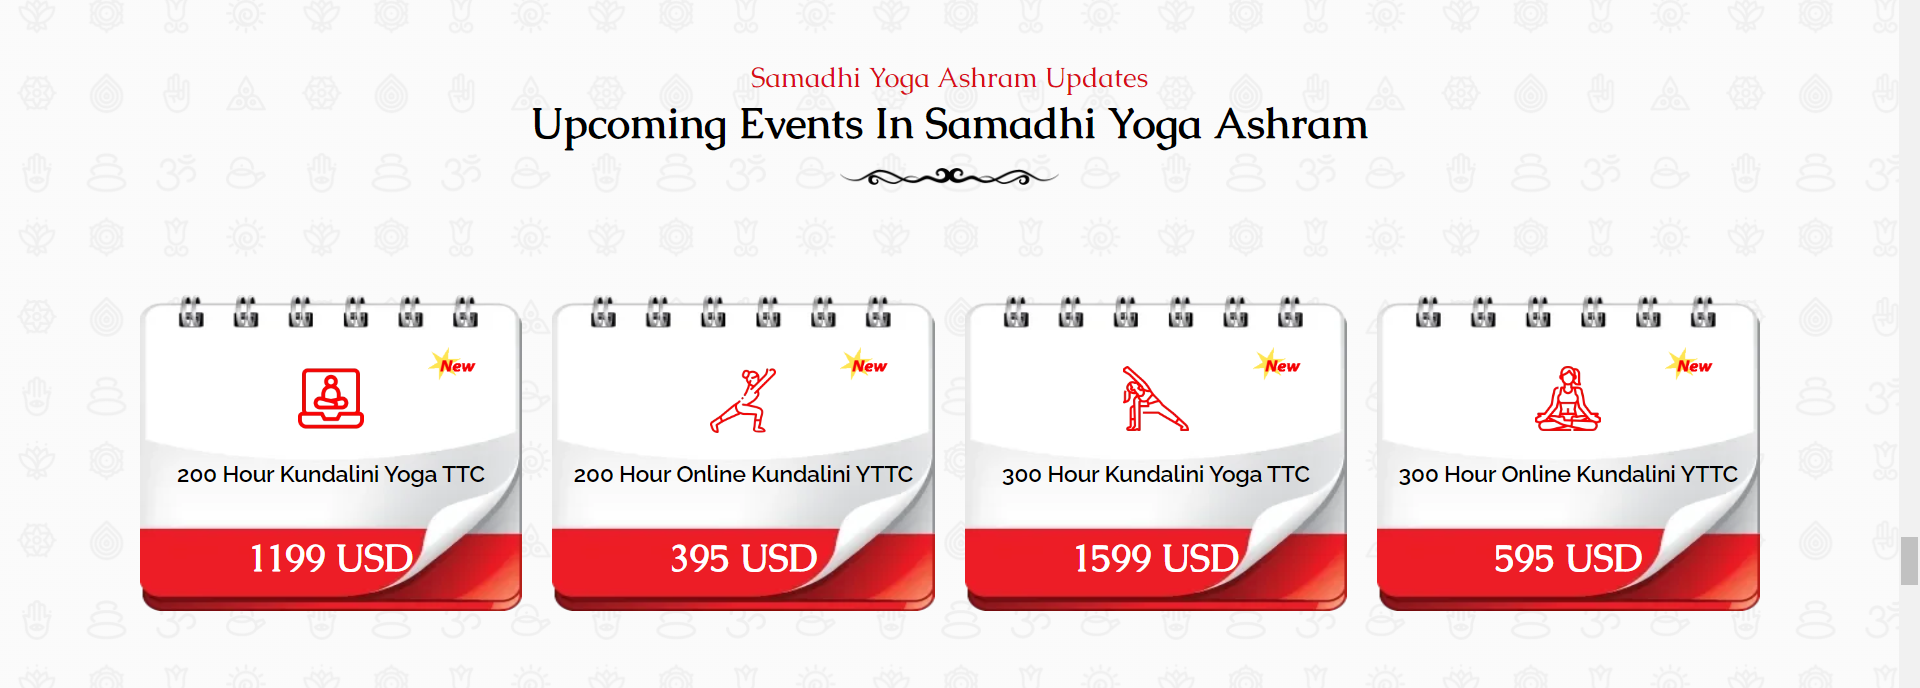 Samadhi Yoga Ashram Updates
Upcoming Events In Samadhi Yoga Ashram
New
200 Hour Kundalini Yoga TTC
1199 USD
New
200 Hour Online Kundalini YTTC
395 USD
New
300 Hour Kundalini Yoga TTC
1599 USD
New
300 Hour Online Kundalini YTTC
595 USD